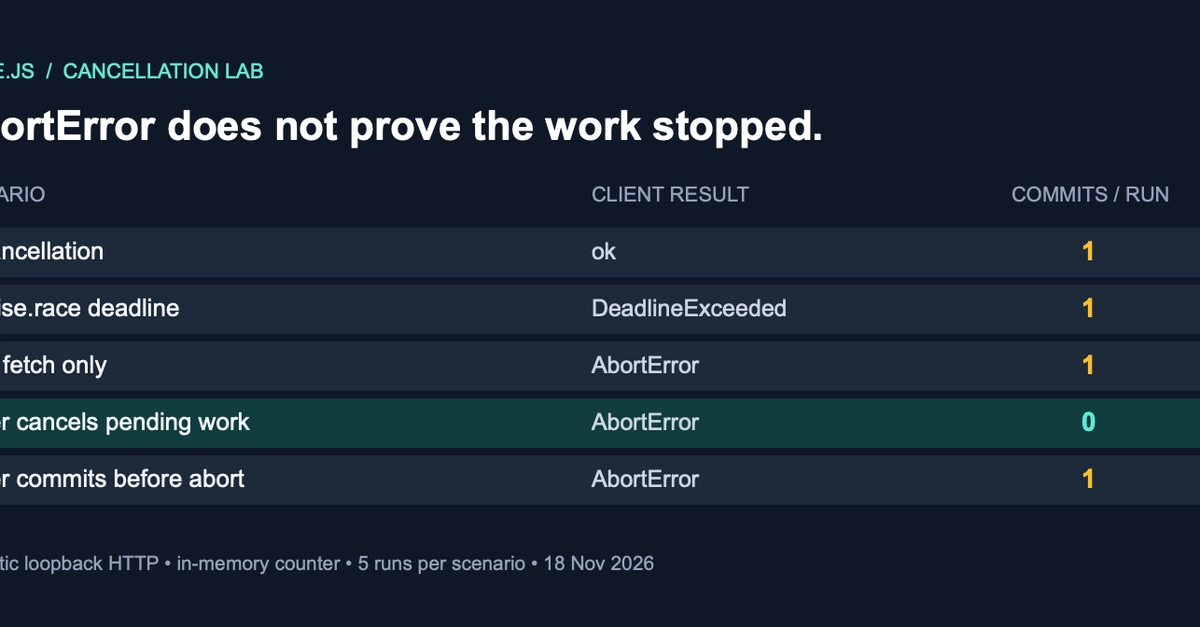 E.JS / CANCELLATION LAB
ortError does not prove the work stopped.
ARIO CLIENT RESULT COMMITS / RUN
ncellation ok 1
ise.race deadline DeadlineExceeded 1
fetch only AbortError 1
r cancels pending work AbortError 0
r commits before abort AbortError 1
tic loopback HTTP • in-memory counter • 5 runs per scenario • 18 Nov 2026